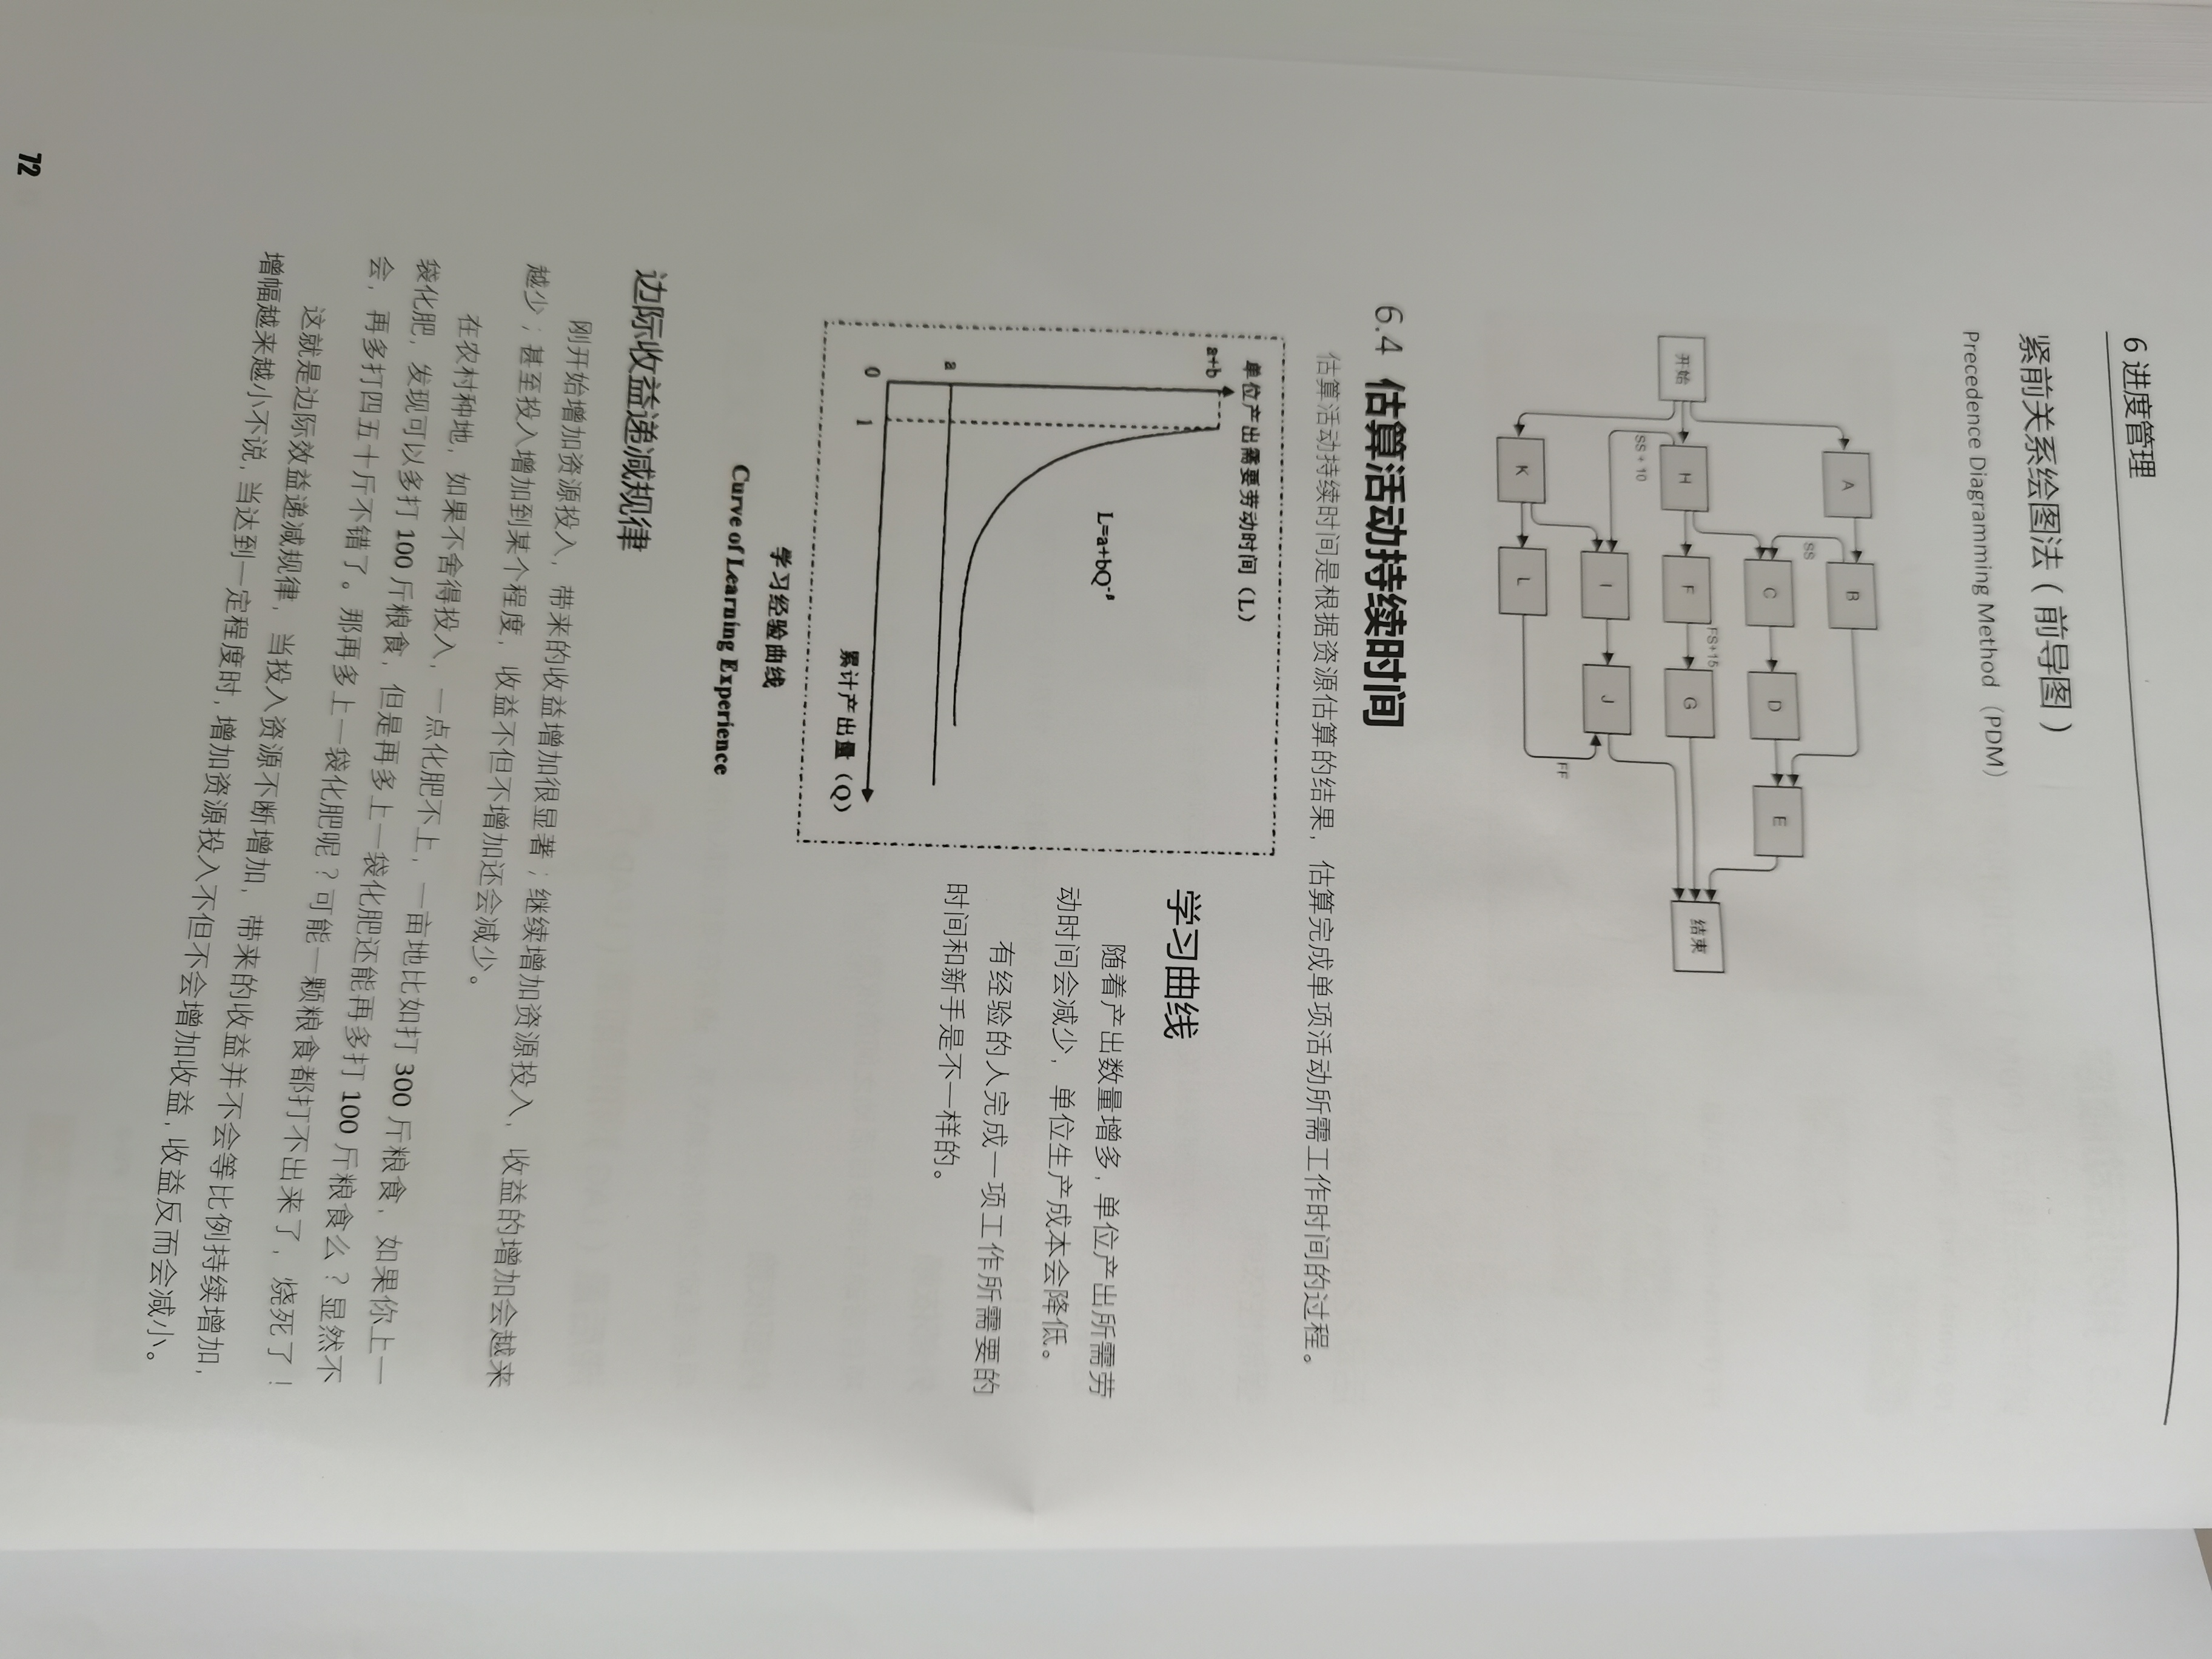 6 进度管理
紧前关系绘图法（前导图）
Precedence Diagramming Method（PDM）
A
B
SS
C
D
E
开始
H
F
FS+15
G
结束
SS + 10
I
J
FF
K
L
6.4 估算活动持续时间
估算活动持续时间是根据资源估算的结果，估算完成单项活动所需工作时间的过程。
单位产出需要劳动时间（L）
a+b
L=a+bQ⁻ᵝ
a
0
1
累计产出量（Q）
学习经验曲线
Curve of Learning Experience
学习曲线
随着产出数量增多，单位产出所需劳
动时间会减少，单位生产成本会降低。
有经验的人完成一项工作所需要的
时间和新手是不一样的。
边际收益递减规律
刚开始增加资源投入，带来的收益增加很显著；继续增加资源投入，收益的增加会越来
越少；甚至投入增加到某个程度，收益不但不增加还会减少。
在农村种地，如果不舍得投入，一点化肥不上，一亩地比如打 300 斤粮食，如果你上一
袋化肥，发现可以多打 100 斤粮食，但是再多上一袋化肥还能再多打 100 斤粮食么？显然不
会，再多打四五十斤不错了。那再多上一袋化肥呢？可能一颗粮食都打不出来了，烧死了！
这就是边际效益递减规律，当投入资源不断增加，带来的收益并不会等比例持续增加，
增幅越来越小不说，当达到一定程度时，增加资源投入不但不会增加收益，收益反而会减小。
72